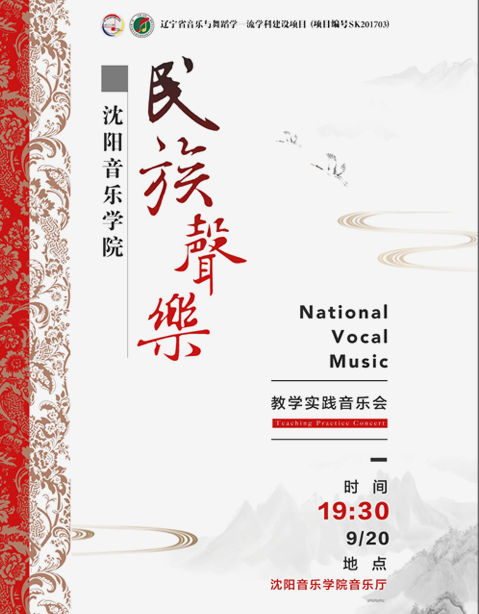 辽宁省音乐与舞蹈学一流学科建设项目 (项目编号SK201703)
沈阳音乐学院
民族聲樂
National
Vocal
Music
教学实践音乐会
Teaching Practice Concert
时 间
19:30
9/20
地 点
沈阳音乐学院音乐厅